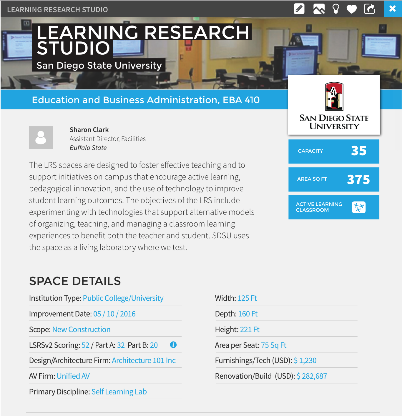 LEARNING RESEARCH STUDIO
LEARNING RESEARCH
STUDIO
San Diego State University
Education and Business Administration, EBA 410
SAN DIEGO STATE
UNIVERSITY
Sharon Clark
Assistant Director, Facilities
Buffalo State
CAPACITY 35
AREA SQ FT 375
ACTIVE LEARNING
CLASSROOM
The LRS spaces are designed to foster effective teaching and to
support initiatives on campus that encourage active learning,
pedagogical innovation, and the use of technology to improve
student learning outcomes. The objectives of the LRS include
experimenting with technologies that support alternative models
of organizing, teaching, and managing a classroom learning
experiences to benefit both the teacher and student. SDSU uses
the space as a living laboratory where we test.
SPACE DETAILS
Institution Type: Public College/University
Improvement Date: 05 / 10 / 2016
Scope: New Construction
LSRSv2 Scoring: 52 / Part A: 32 Part B: 20
Design/Architecture Firm: Architecture 101 Inc
AV Firm: Unified AV
Primary Discipline: Self Learning Lab
Width: 125 Ft
Depth: 160 Ft
Height: 221 Ft
Area per Seat: 75 Sq Ft
Furnishings/Tech (USD): $ 1,230
Renovation/Build (USD): $ 282,687